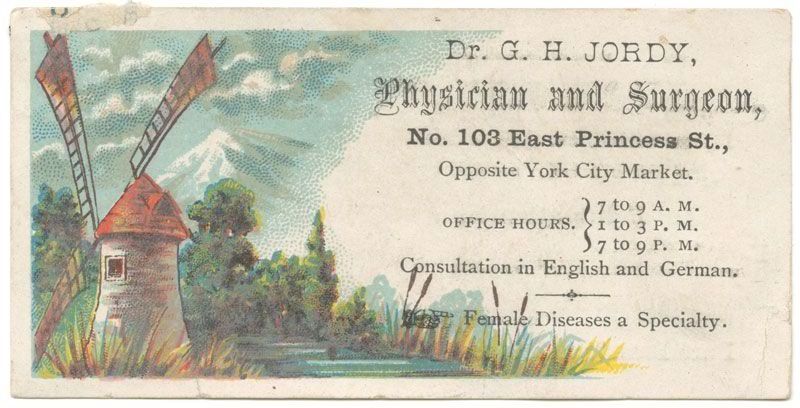 Dr. G. H. JORDY,
Physician and Surgeon,
No. 103 East Princess St.,
Opposite York City Market.
OFFICE HOURS. } 7 to 9 A. M.
1 to 3 P. M.
7 to 9 P. M.
Consultation in English and German.
☞ Female Diseases a Specialty.